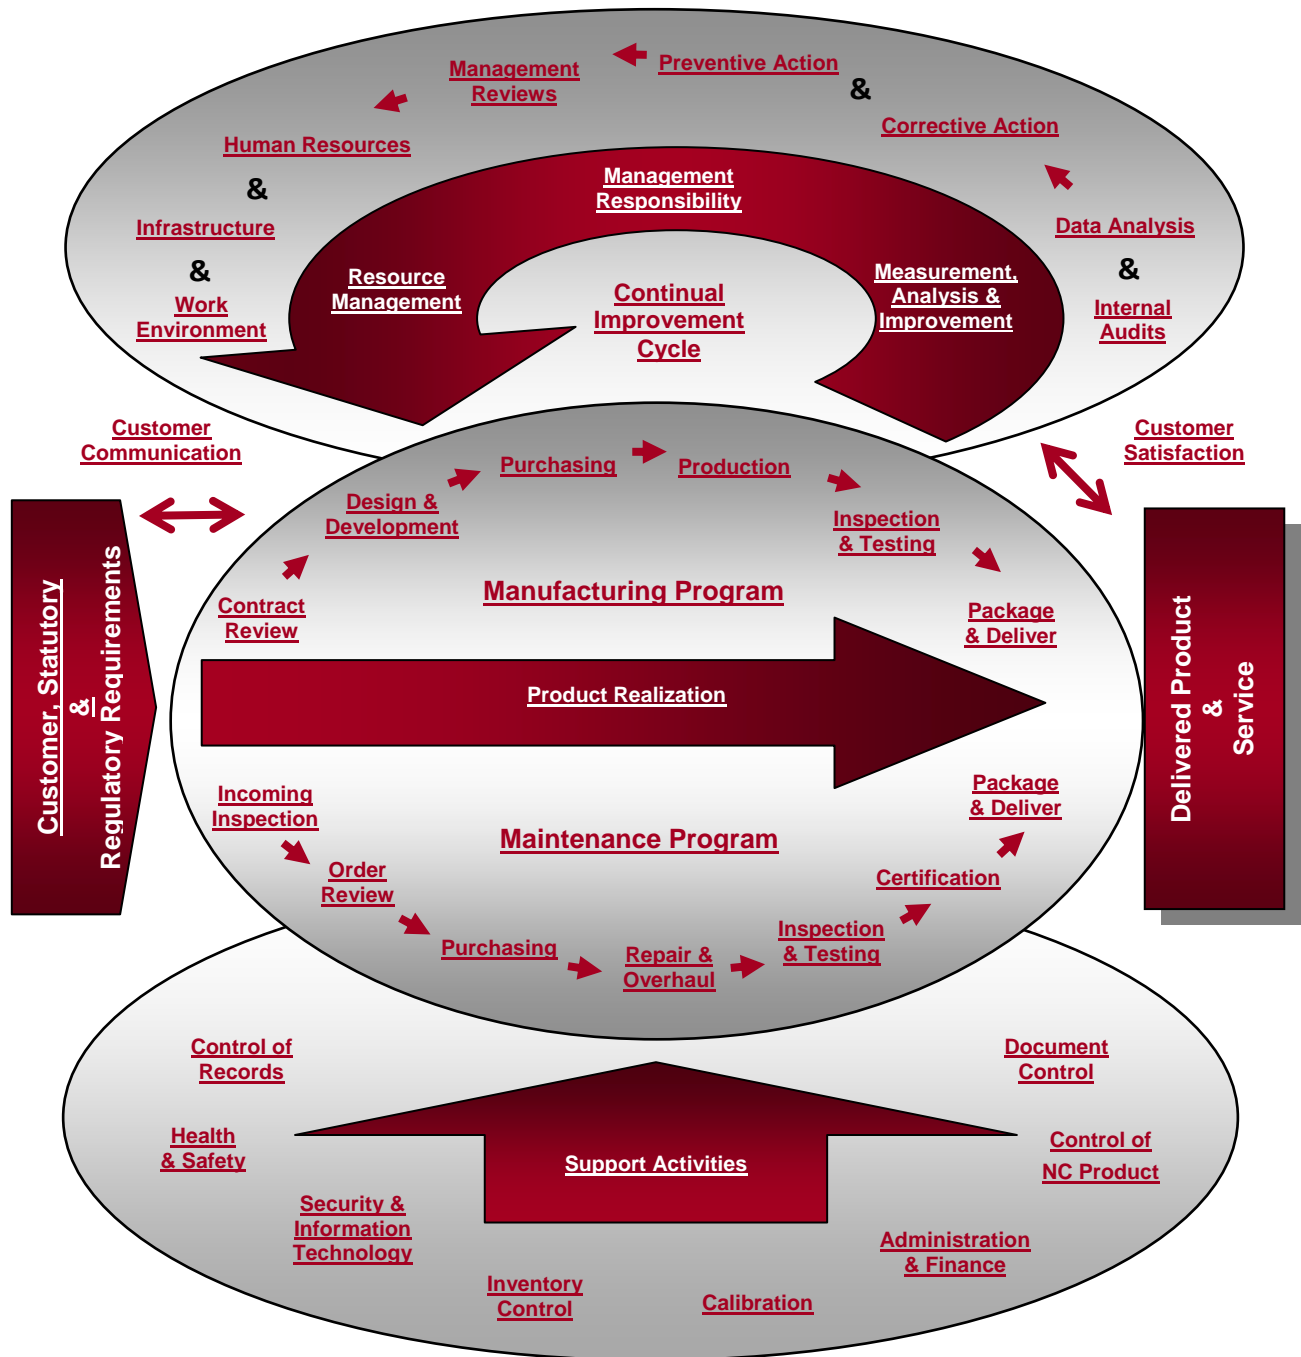 Preventive Action
Management
Reviews
&
Corrective Action
Human Resources
Management
Responsibility
&
Infrastructure
Data Analysis
&
&
Resource
Management
Measurement,
Analysis &
Improvement
Continual
Improvement
Cycle
Work
Environment
Internal
Audits
Customer
Communication
Customer
Satisfaction
Purchasing
Production
Design &
Development
Inspection
& Testing
Manufacturing Program
Contract
Review
Package
& Deliver
Customer, Statutory
&
Regulatory Requirements
Product Realization
Delivered Product
&
Service
Incoming
Inspection
Package
& Deliver
Maintenance Program
Order
Review
Certification
Purchasing
Repair &
Overhaul
Inspection
& Testing
Control of
Records
Document
Control
Health
& Safety
Support Activities
Control of
NC Product
Security &
Information
Technology
Administration
& Finance
Inventory
Control
Calibration